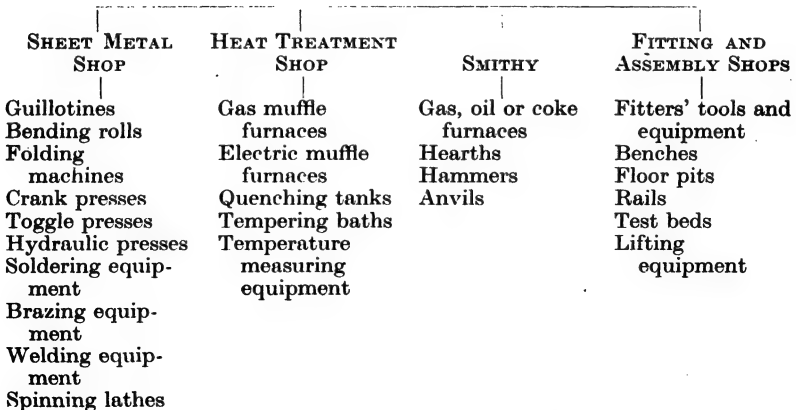 SHEET METAL
SHOP
Guillotines
Bending rolls
Folding
machines
Crank presses
Toggle presses
Hydraulic presses
Soldering equip-
ment
Brazing equip-
ment
Welding equip-
ment
Spinning lathes
HEAT TREATMENT
SHOP
Gas muffle
furnaces
Electric muffle
furnaces
Quenching tanks
Tempering baths
Temperature
measuring
equipment
SMITHY
Gas, oil or coke
furnaces
Hearths
Hammers
Anvils
FITTING AND
ASSEMBLY SHOPS
Fitters' tools and
equipment
Benches
Floor pits
Rails
Test beds
Lifting
equipment